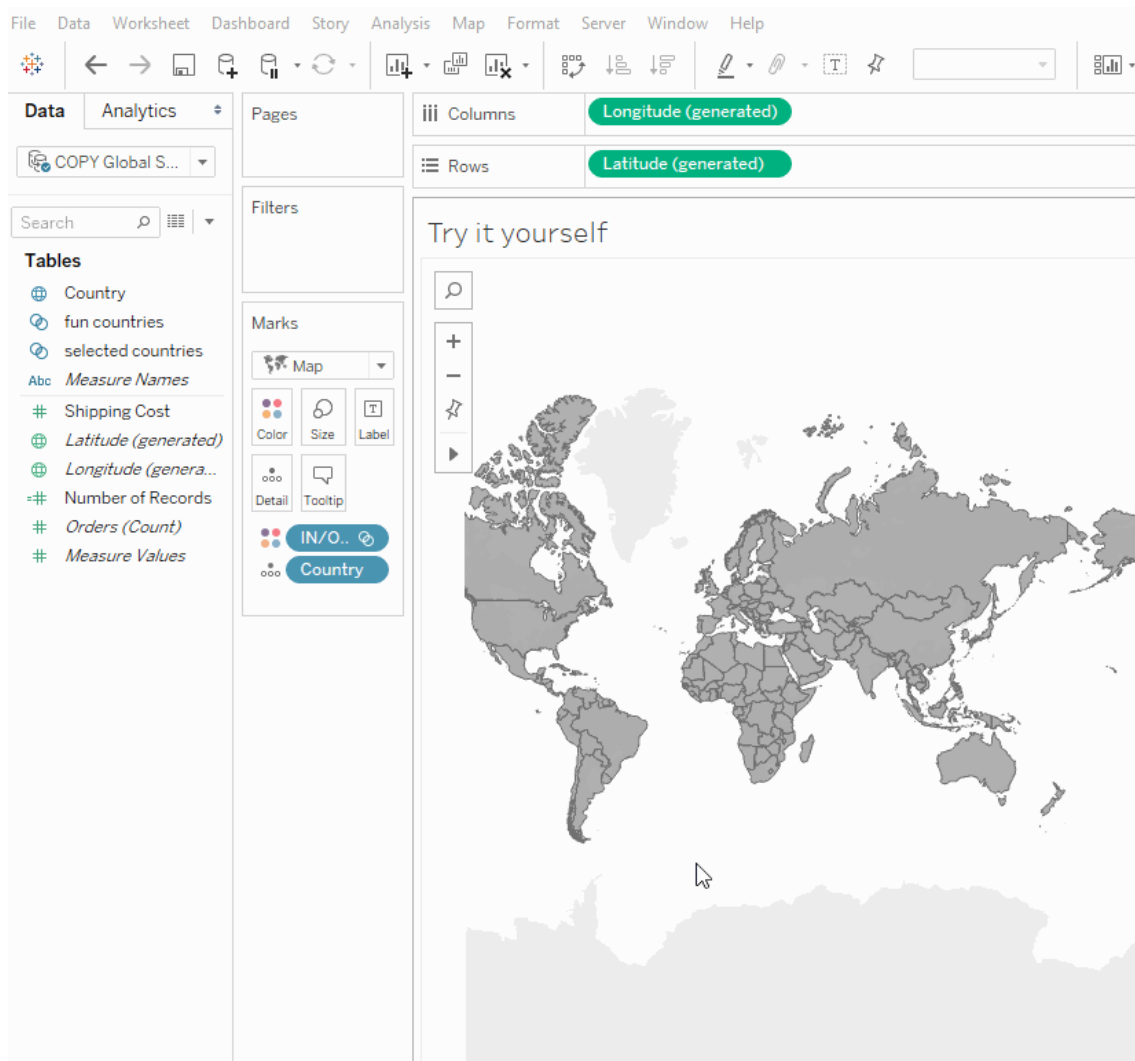 File Data Worksheet Dashboard Story Analysis Map Format Server Window Help
Data Analytics
COPY Global S...
Search
Tables
Country
fun countries
selected countries
Abc Measure Names
# Shipping Cost
Latitude (generated)
Longitude (genera...
=# Number of Records
# Orders (Count)
# Measure Values
Pages
Filters
Marks
Map
Color Size Label
Detail Tooltip
IN/O..
Country
Columns Longitude (generated)
Rows Latitude (generated)
Try it yourself